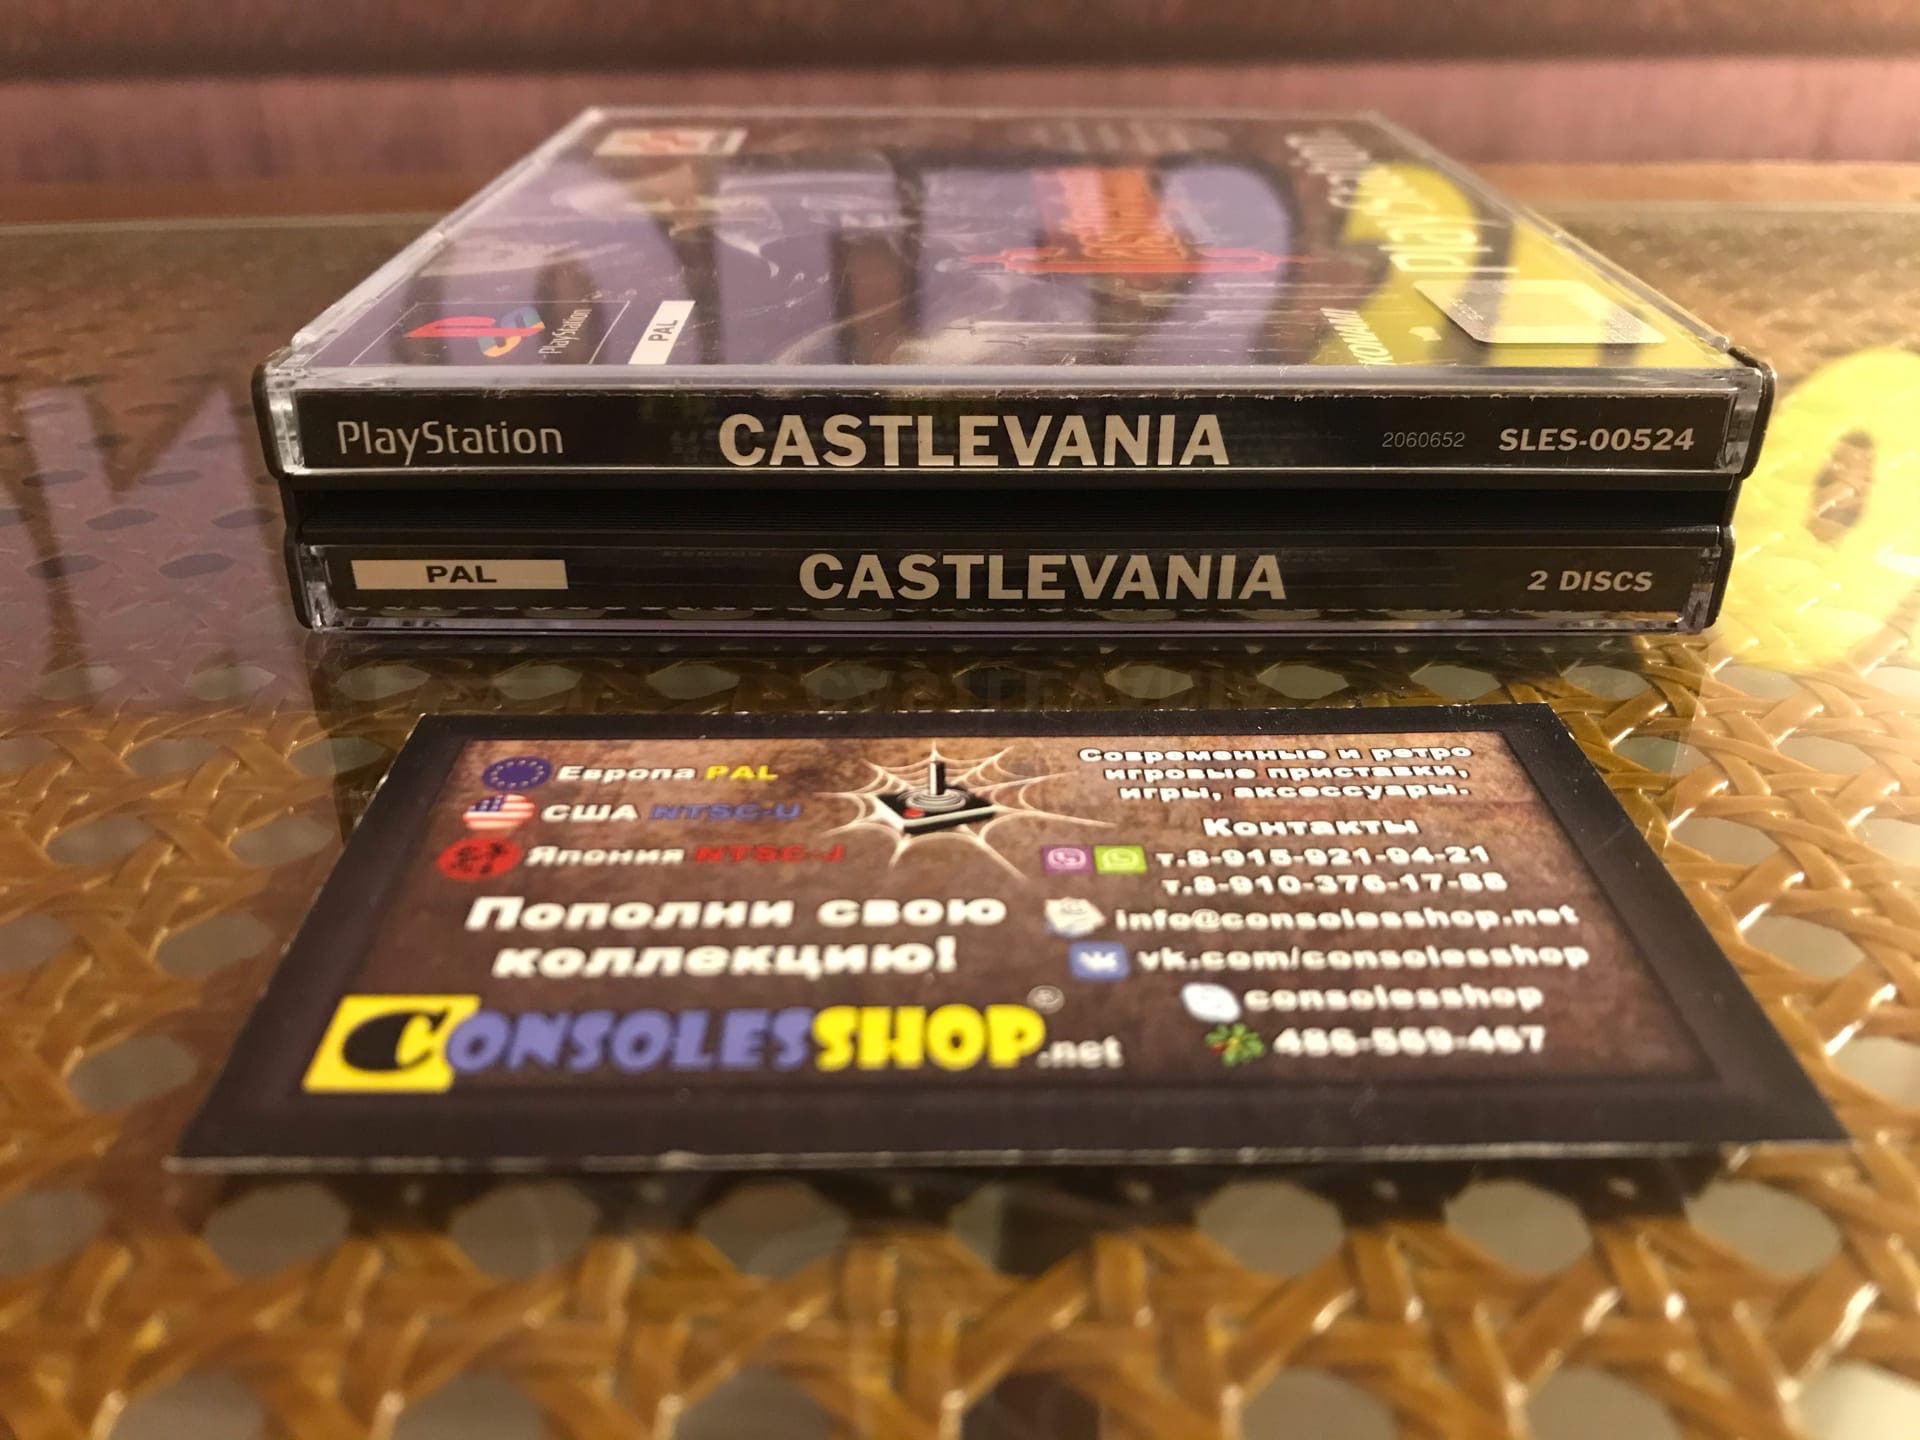 PlayStation
PAL
KONAMI
PlayStation CASTLEVANIA 2060652 SLES-00524
PAL CASTLEVANIA 2 DISCS
Европа PAL
США NTSC-U
Япония NTSC-J
Пополни свою
коллекцию!
CONSOLESSHOP.net
Современные и ретро
игровые приставки,
игры, аксессуары.
Контакты
т.8-915-921-94-21
т.8-910-376-17-88
info@consolesshop.net
vk.com/consolesshop
consolesshop
486-569-467